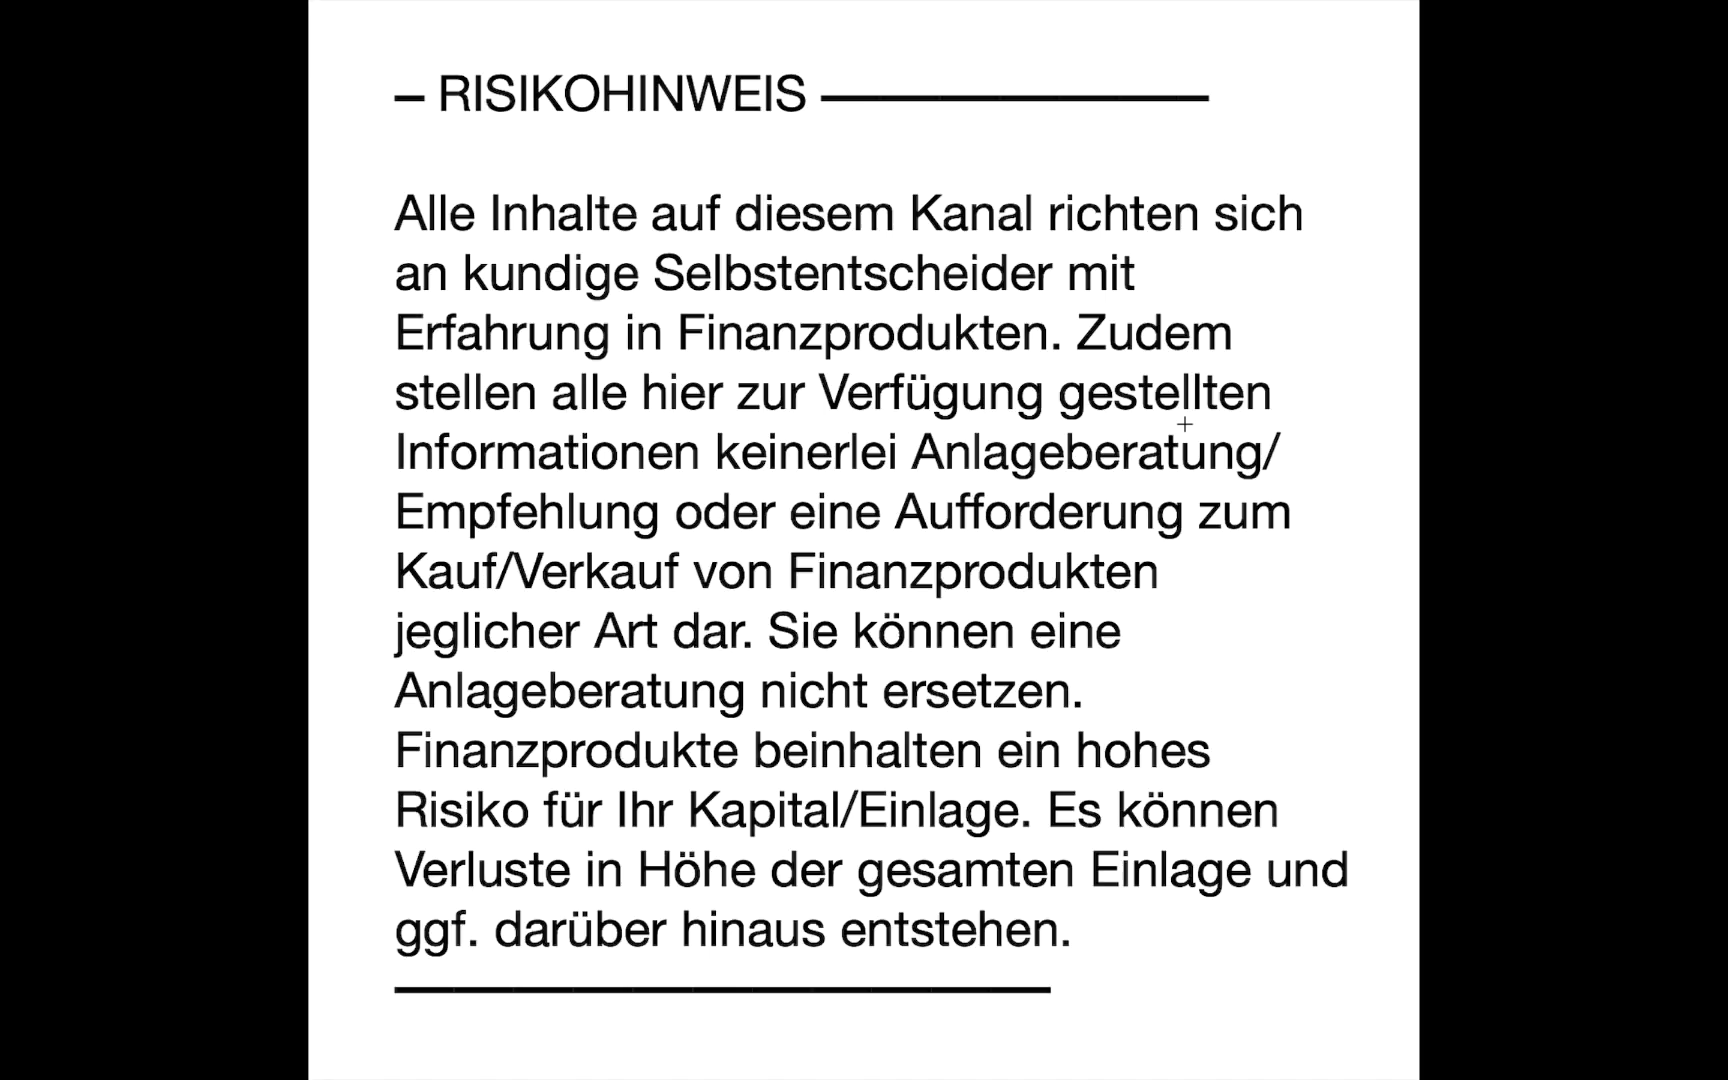 – RISIKOHINWEIS —————————————
Alle Inhalte auf diesem Kanal richten sich
an kundige Selbstentscheider mit
Erfahrung in Finanzprodukten. Zudem
stellen alle hier zur Verfügung gestellten
Informationen keinerlei Anlageberatung/
Empfehlung oder eine Aufforderung zum
Kauf/Verkauf von Finanzprodukten
jeglicher Art dar. Sie können eine
Anlageberatung nicht ersetzen.
Finanzprodukte beinhalten ein hohes
Risiko für Ihr Kapital/Einlage. Es können
Verluste in Höhe der gesamten Einlage und
ggf. darüber hinaus entstehen.